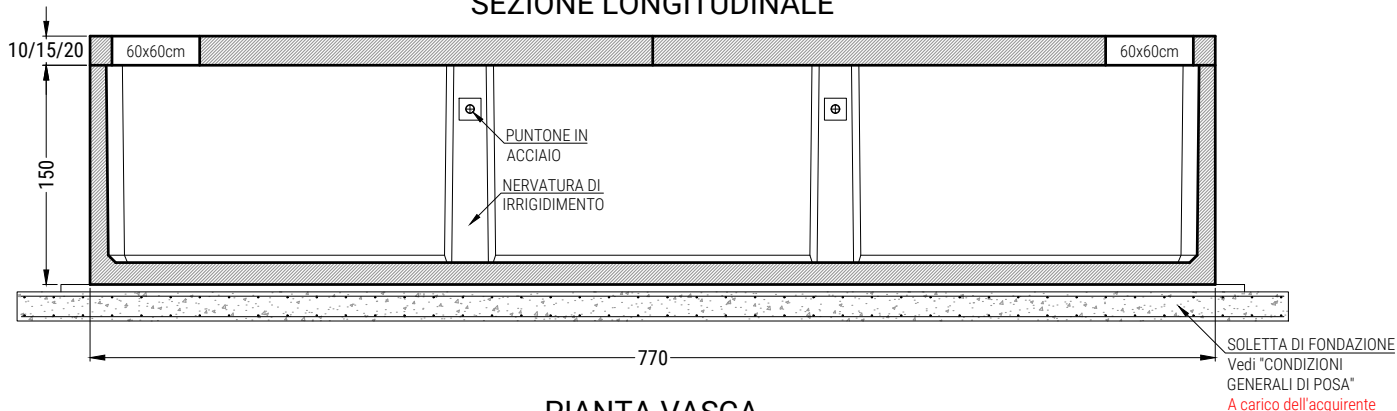 SEZIONE LONGITUDINALE
10/15/20
60x60cm
60x60cm
150
PUNTONE IN
ACCIAIO
NERVATURA DI
IRRIGIDIMENTO
770
SOLETTA DI FONDAZIONE
Vedi "CONDIZIONI
GENERALI DI POSA"
A carico dell'acquirente
PIANTA VASCA